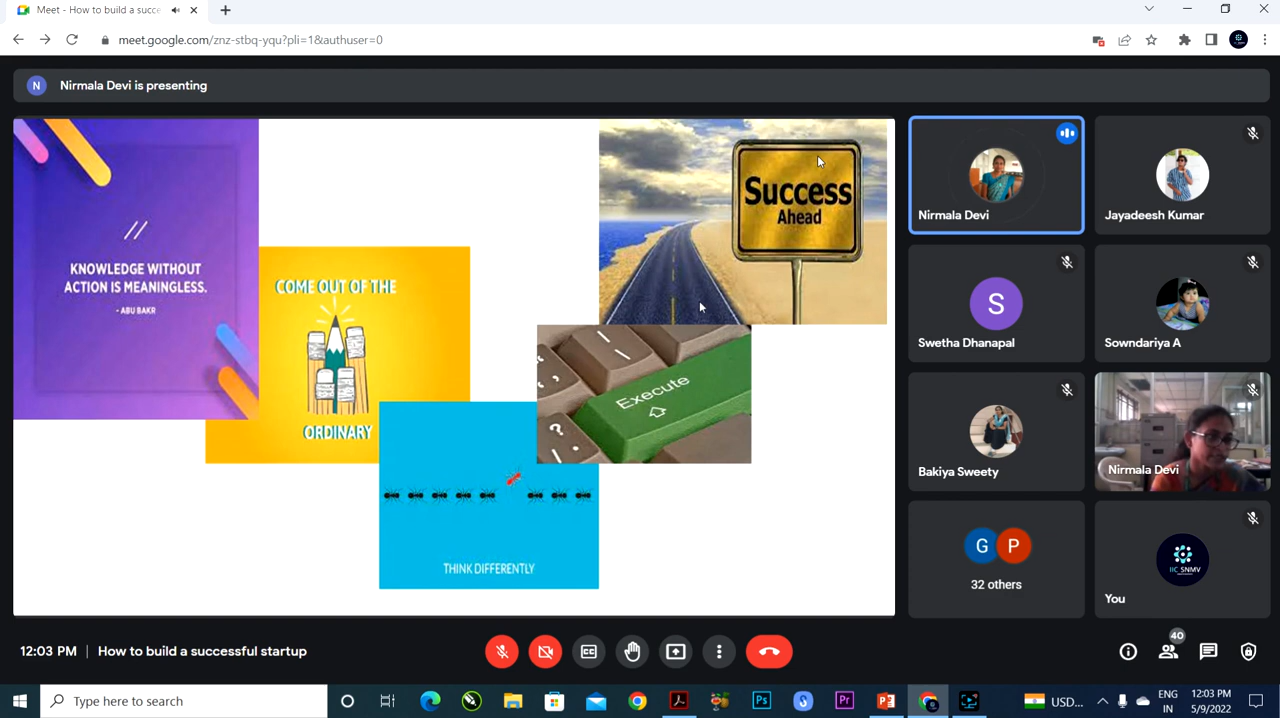 Meet - How to build a succe
meet.google.com/znz-stbq-yqu?pli=1&authuser=0
N
Nirmala Devi is presenting
KNOWLEDGE WITHOUT
ACTION IS MEANINGLESS.
- ABU BAKR
COME OUT OF THE
ORDINARY
THINK DIFFERENTLY
Success
Ahead
Execute
?
Nirmala Devi
Jayadeesh Kumar
S
Swetha Dhanapal
Sowndariya A
Bakiya Sweety
Nirmala Devi
G P
32 others
IIC_SNMV
You
12:03 PM | How to build a successful startup
40
Type here to search
Ps
S
Pr
P
USD...
ENG
IN
12:03 PM
5/9/2022